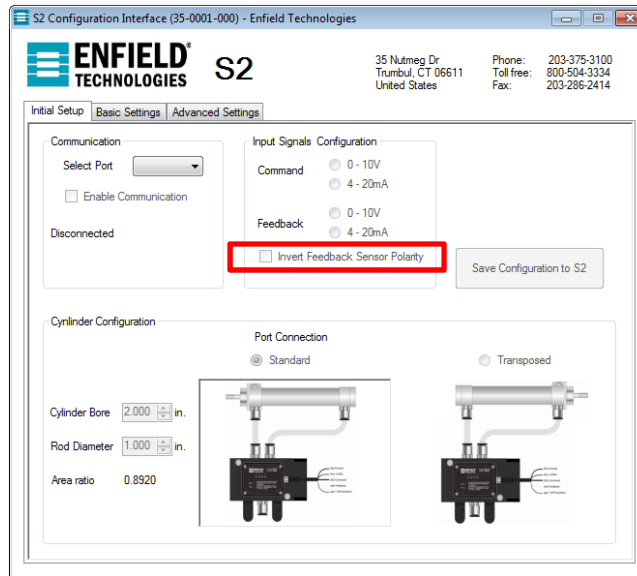 S2 Configuration Interface (35-0001-000) - Enfield Technologies
ENFIELD®
TECHNOLOGIES
S2
35 Nutmeg Dr
Trumbul, CT 06611
United States
Phone: 203-375-3100
Toll free: 800-504-3334
Fax: 203-286-2414
Initial Setup Basic Settings Advanced Settings
Communication
Select Port
Enable Communication
Disconnected
Input Signals Configuration
Command
0 - 10V
4 - 20mA
Feedback
0 - 10V
4 - 20mA
Invert Feedback Sensor Polarity
Save Configuration to S2
Cynlinder Configuration
Port Connection
Standard
Transposed
Cylinder Bore 2.000 in.
Rod Diameter 1.000 in.
Area ratio 0.8920